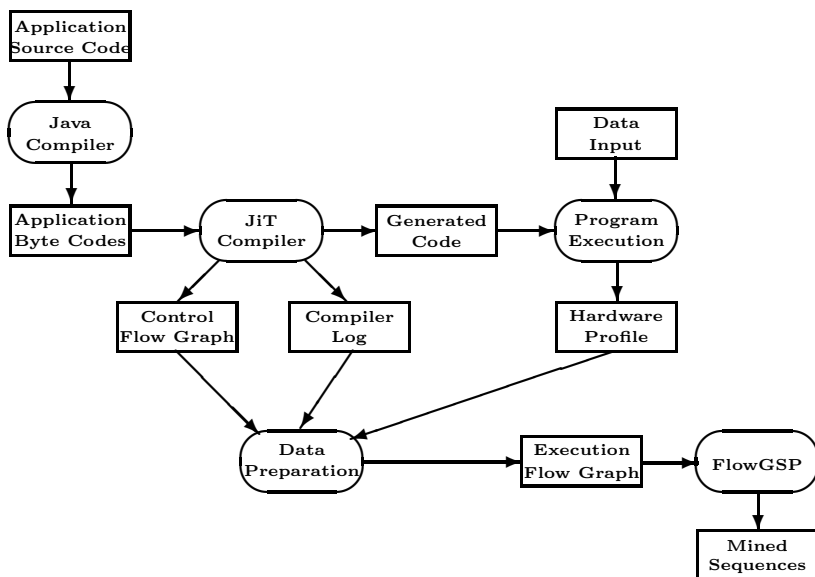 Application
Source Code
Java
Compiler
Data
Input
Application
Byte Codes
JiT
Compiler
Generated
Code
Program
Execution
Control
Flow Graph
Compiler
Log
Hardware
Profile
Data
Preparation
Execution
Flow Graph
FlowGSP
Mined
Sequences